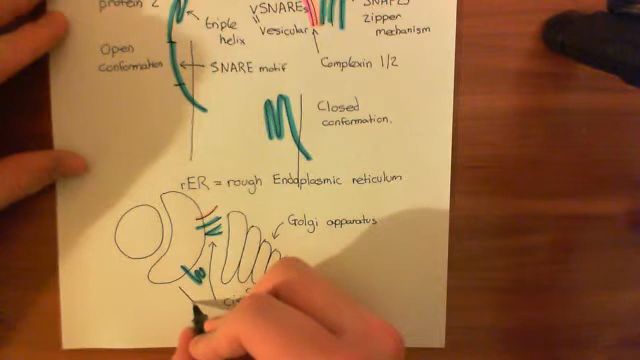 protein 2
triple
helix
Open
conformation
SNARE motif
vSNAREs
Vesicular
zipper
mechanism
Complexin 1/2
Closed
conformation.
rER = rough Endoplasmic reticulum
Golgi apparatus